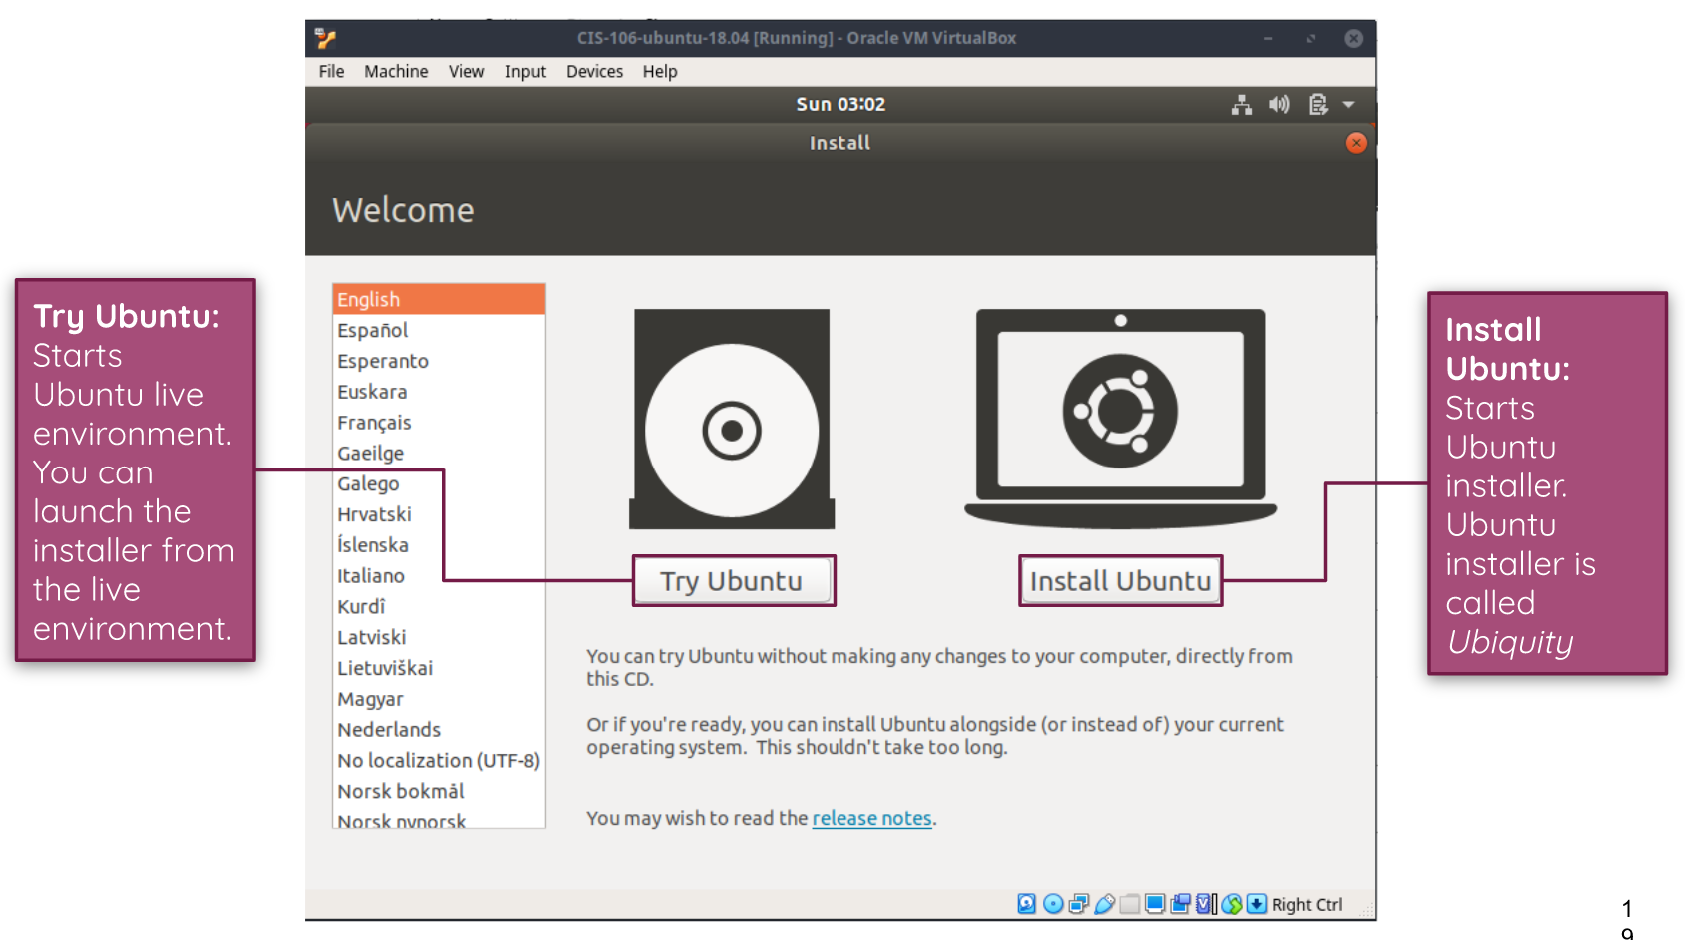 CIS-106-ubuntu-18.04 [Running] - Oracle VM VirtualBox
File Machine View Input Devices Help
Sun 03:02
Install
Welcome
Try Ubuntu:
Starts
Ubuntu live
environment.
You can
launch the
installer from
the live
environment.
English
Español
Esperanto
Euskara
Français
Gaeilge
Galego
Hrvatski
Íslenska
Italiano
Kurdî
Latviski
Lietuviškai
Magyar
Nederlands
No localization (UTF-8)
Norsk bokmål
Norsk nynorsk
Try Ubuntu
Install Ubuntu
You can try Ubuntu without making any changes to your computer, directly from
this CD.
Or if you're ready, you can install Ubuntu alongside (or instead of) your current
operating system. This shouldn't take too long.
You may wish to read the release notes.
Install
Ubuntu:
Starts
Ubuntu
installer.
Ubuntu
installer is
called
Ubiquity
Right Ctrl
1
9